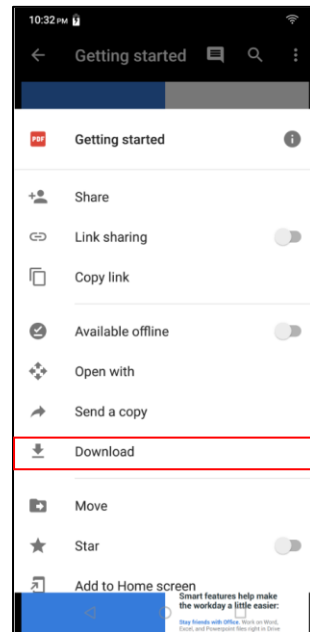 10:32 PM
Getting started
PDF
Getting started
Share
Link sharing
Copy link
Available offline
Open with
Send a copy
Download
Move
Star
Add to Home screen
Smart features help make
the workday a little easier:
Stay friends with Office. Work on Word,
Excel, and Powerpoint files right in Drive